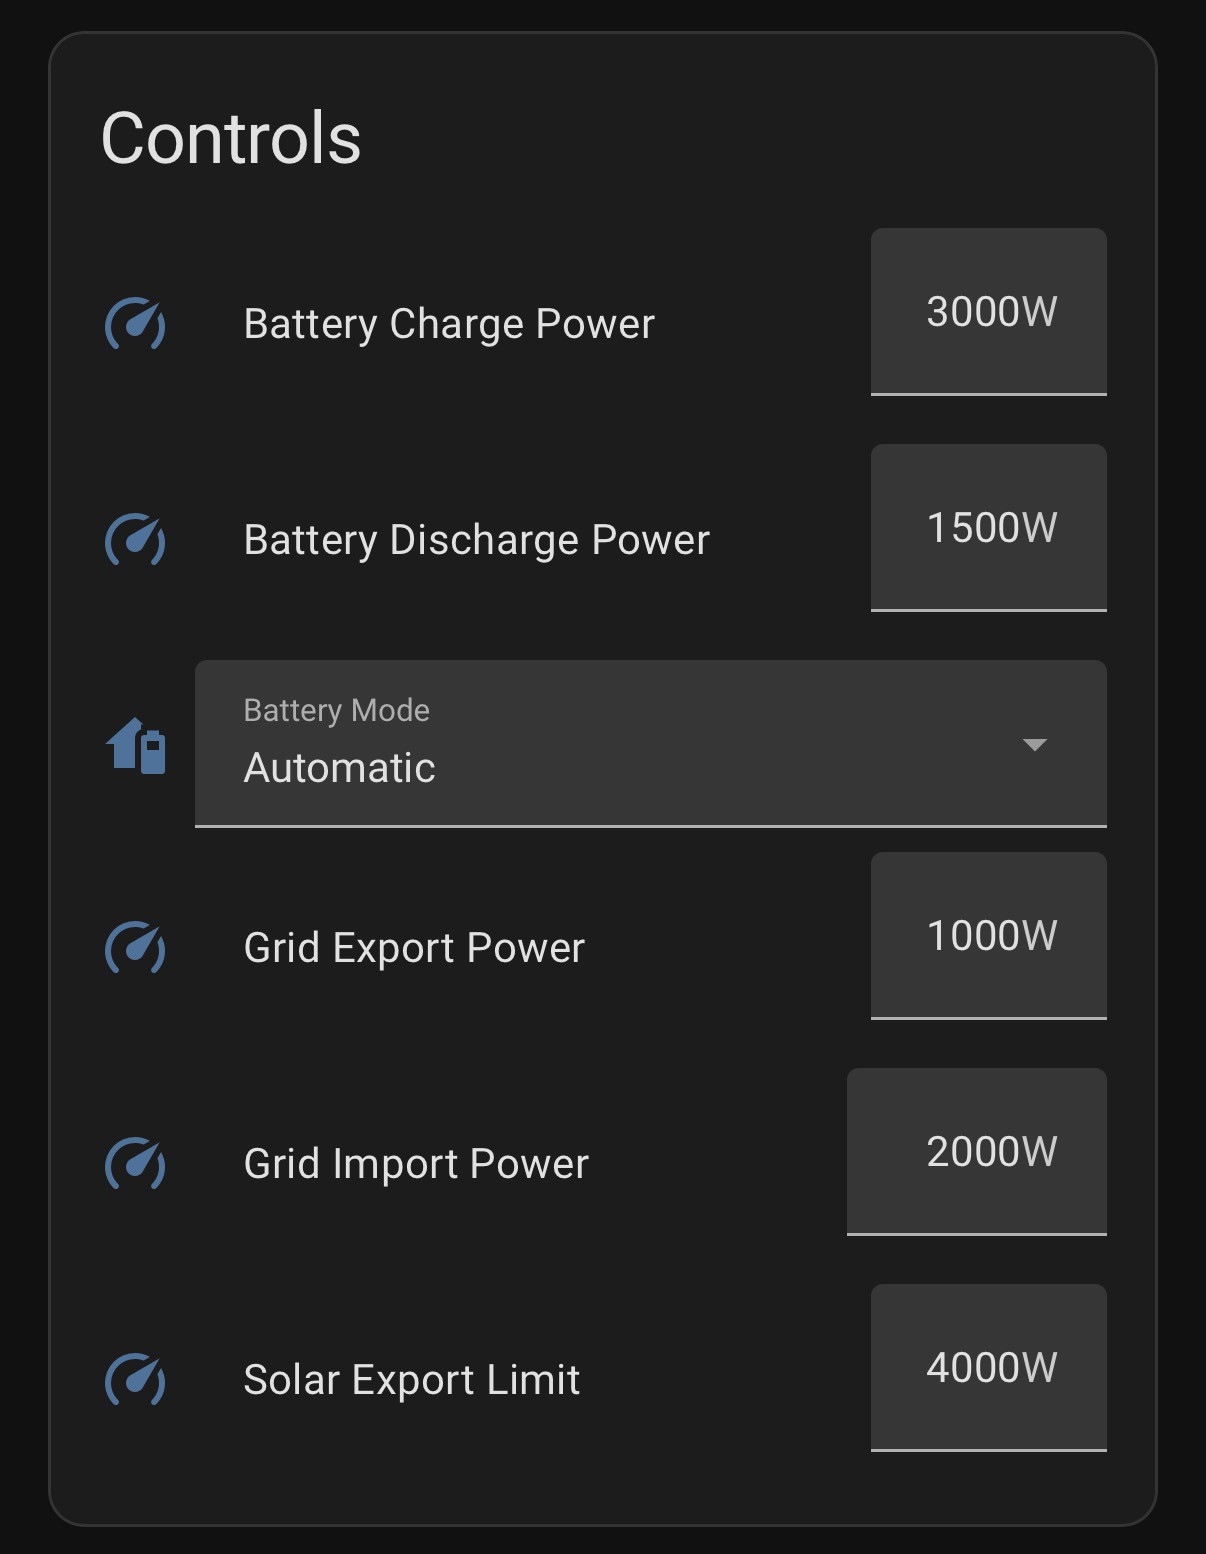 Controls
Battery Charge Power 3000W
Battery Discharge Power 1500W
Battery Mode
Automatic
Grid Export Power 1000W
Grid Import Power 2000W
Solar Export Limit 4000W